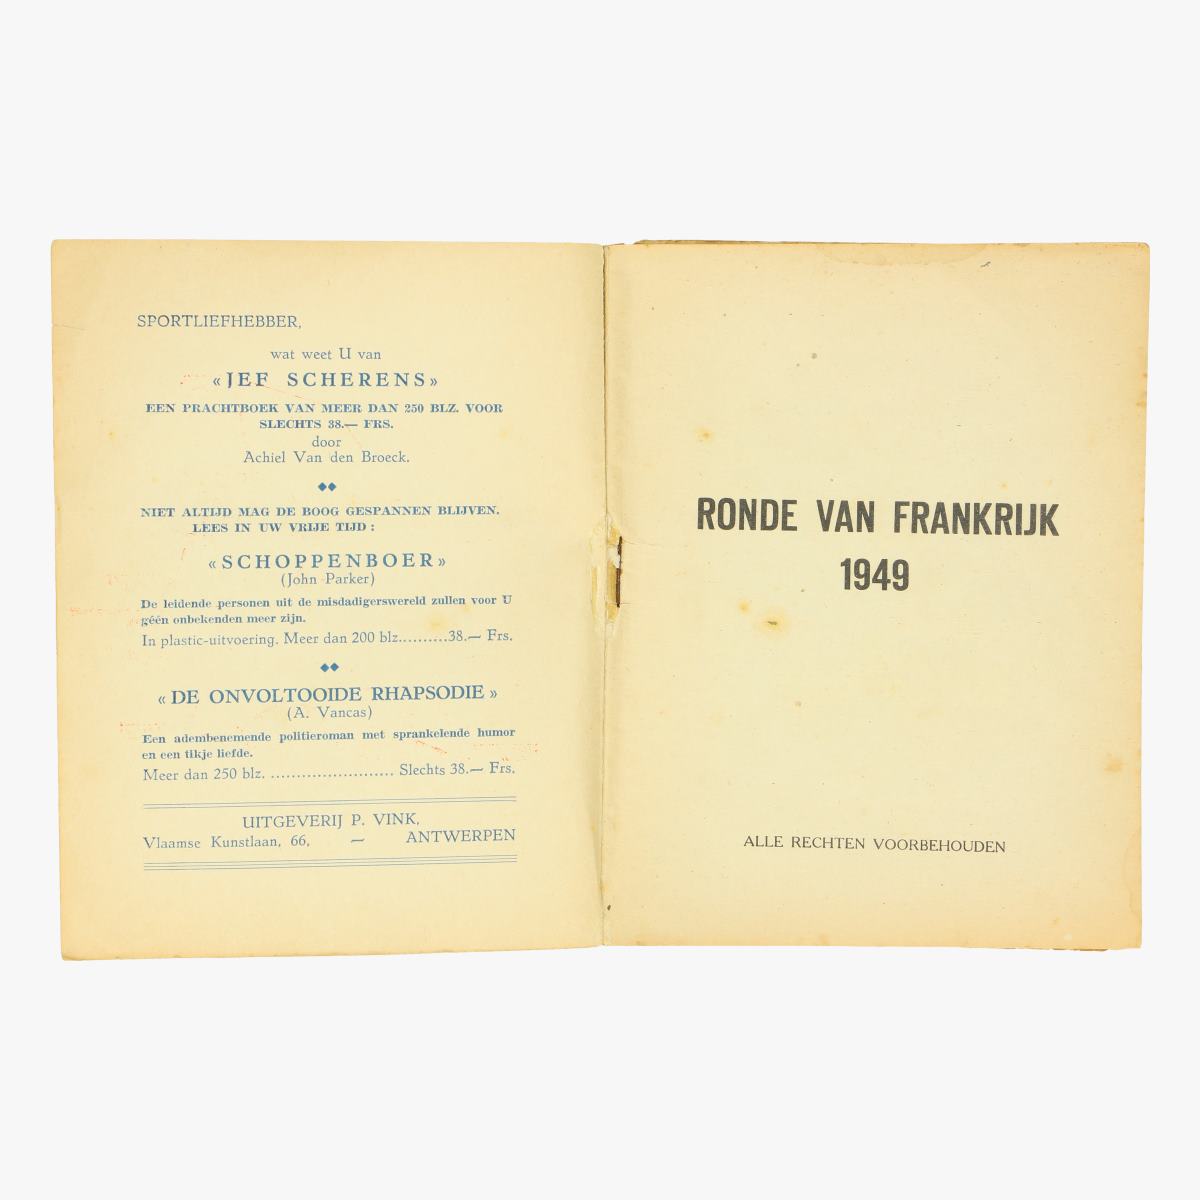 SPORTLIEFHEBBER,
wat weet U van
«JEF SCHERENS»
EEN PRACHTBOEK VAN MEER DAN 250 BLZ. VOOR
SLECHTS 38.— FRS.
door
Achiel Van den Broeck.
NIET ALTIJD MAG DE BOOG GESPANNEN BLIJVEN.
LEES IN UW VRIJE TIJD :
«SCHOPPENBOER»
(John Parker)
De leidende personen uit de misdadigerswereld zullen voor U
géén onbekenden meer zijn.
In plastic-uitvoering. Meer dan 200 blz..........38.— Frs.
«DE ONVOLTOOIDE RHAPSODIE»
(A. Vancas)
Een adembenemende politieroman met sprankelende humor
en een tikje liefde.
Meer dan 250 blz. ........................ Slechts 38.— Frs.
UITGEVERIJ P. VINK,
Vlaamse Kunstlaan, 66, — ANTWERPEN
RONDE VAN FRANKRIJK
1949
ALLE RECHTEN VOORBEHOUDEN